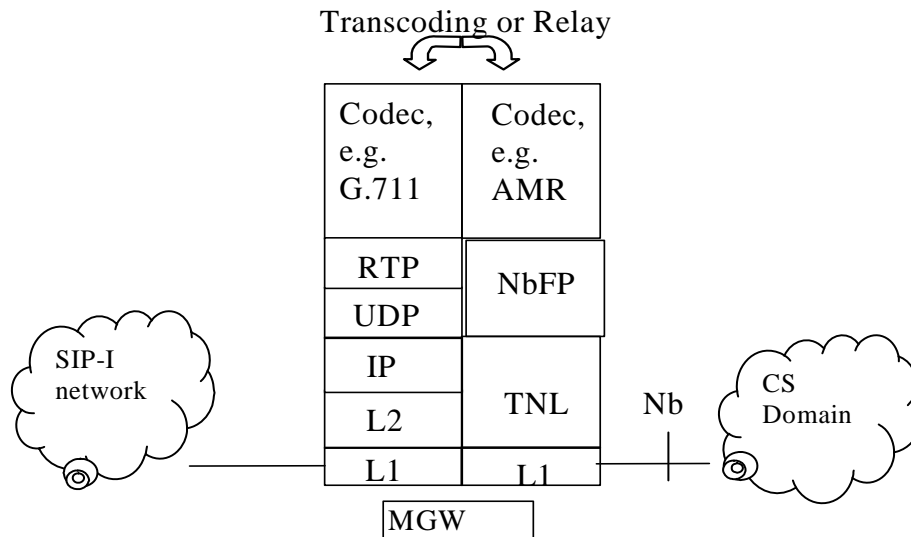 Transcoding or Relay
Codec,
e.g.
G.711
Codec,
e.g.
AMR
RTP
NbFP
UDP
SIP-I
network
IP
TNL
Nb
CS
Domain
L2
L1
L1
MGW